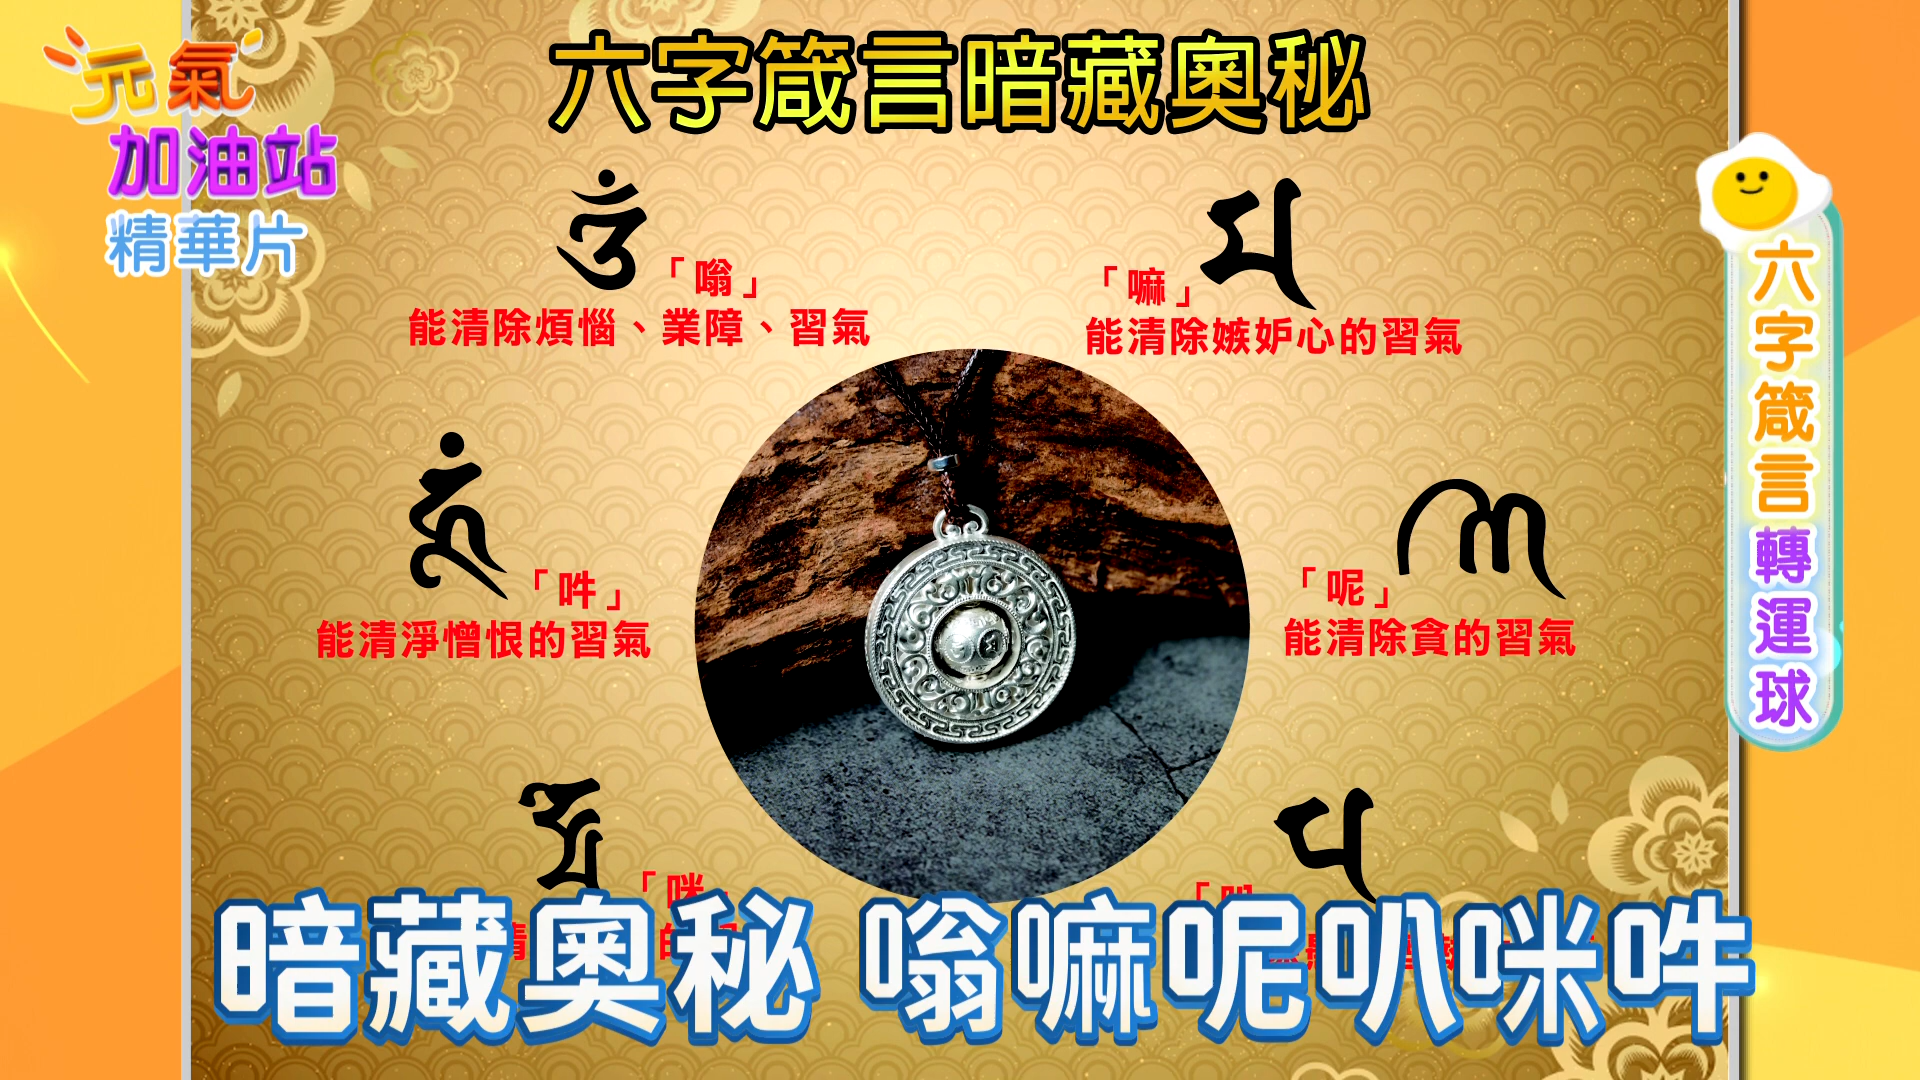 元氣
加油站
精華片
六字箴言暗藏奧秘
「嗡」
能清除煩惱、業障、習氣
「嘛」
能清除嫉妒心的習氣
「吽」
能清淨憎恨的習氣
「呢」
能清除貪的習氣
「咪
六字箴言轉運球
暗藏奧秘 嗡嘛呢叭咪吽